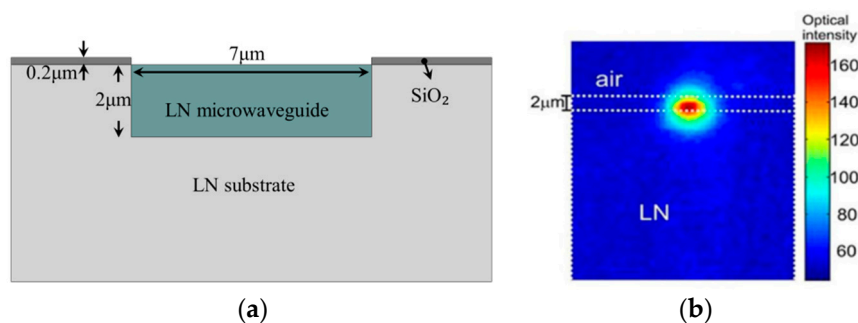 7μm
0.2μm
2μm
SiO₂
LN microwaveguide
LN substrate
(a)
Optical
intensity
160
140
120
100
80
60
air
2μm
LN
(b)